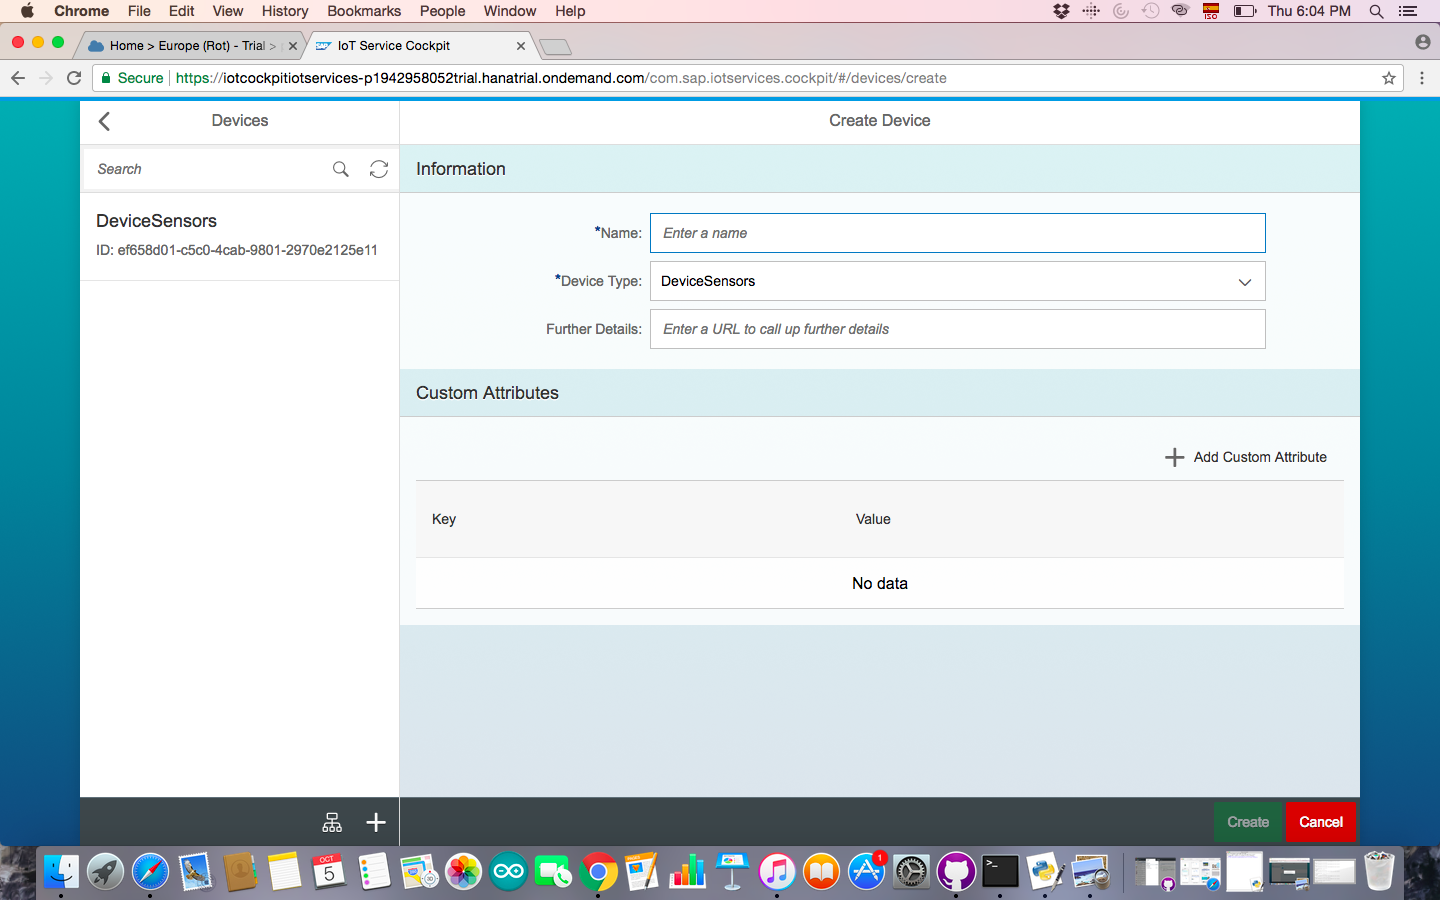 Chrome File Edit View History Bookmarks People Window Help ISO Thu 6:04 PM
Home > Europe (Rot) - Trial > IoT Service Cockpit
Secure https://iotcockpitiotservices-p1942958052trial.hanatrial.ondemand.com/com.sap.iotservices.cockpit/#/devices/create
Devices
Create Device
Search
Information
DeviceSensors
ID: ef658d01-c5c0-4cab-9801-2970e2125e11
*Name: Enter a name
*Device Type: DeviceSensors
Further Details: Enter a URL to call up further details
Custom Attributes
Add Custom Attribute
Key Value
No data
Create Cancel
OCT
5
1